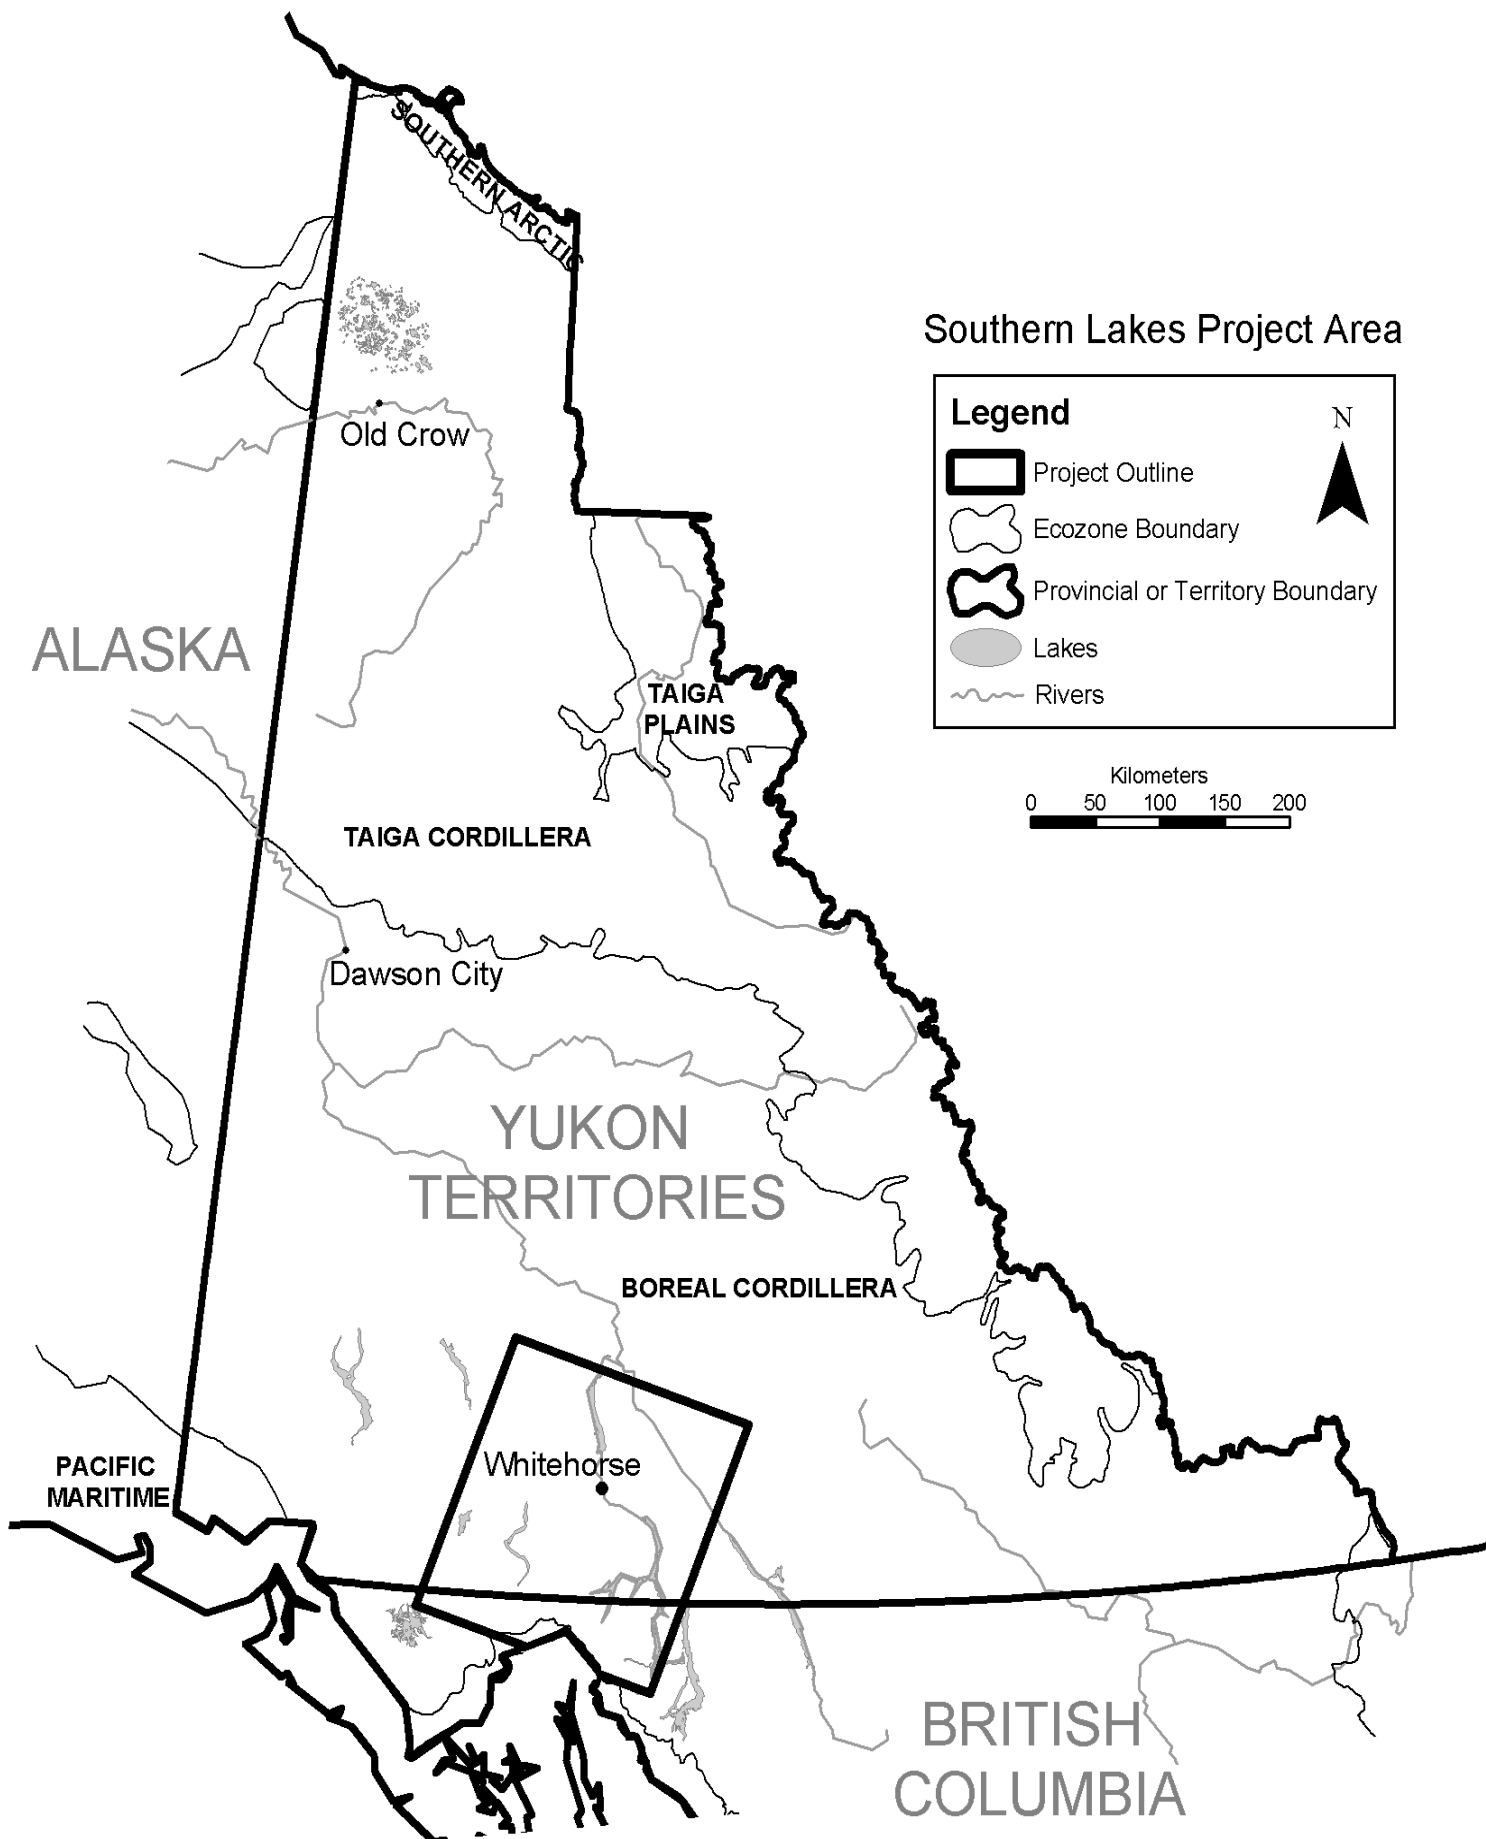 SOUTHERN ARCTIC
Old Crow
Southern Lakes Project Area
Legend
N
Project Outline
Ecozone Boundary
Provincial or Territory Boundary
Lakes
Rivers
Kilometers
0 50 100 150 200
ALASKA
TAIGA
PLAINS
TAIGA CORDILLERA
Dawson City
YUKON
TERRITORIES
BOREAL CORDILLERA
Whitehorse
PACIFIC
MARITIME
BRITISH
COLUMBIA